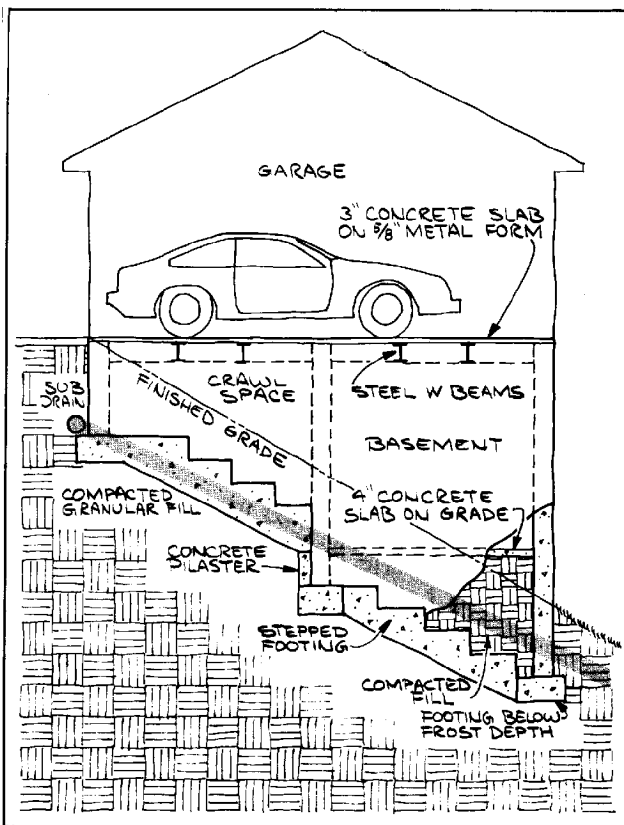 GARAGE
3" CONCRETE SLAB
ON 5/8" METAL FORM
SUB
DRAIN
FINISHED GRADE
CRAWL
SPACE
STEEL W BEAMS
BASEMENT
4" CONCRETE
SLAB ON GRADE
COMPACTED
GRANULAR FILL
CONCRETE
PILASTER
STEPPED
FOOTING
COMPACTED
FILL
FOOTING BELOW
FROST DEPTH